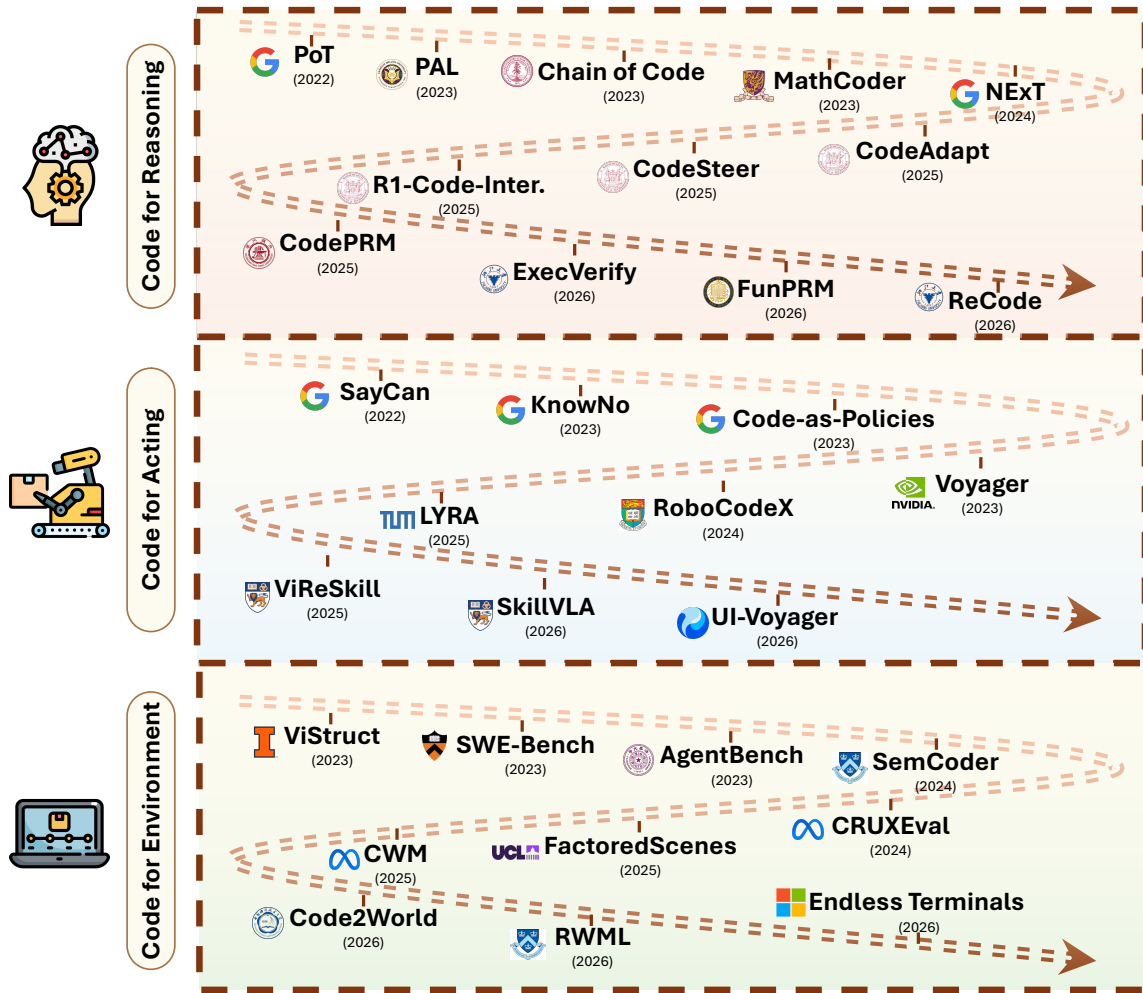 Code for Reasoning
PoT
(2022)
PAL
(2023)
Chain of Code
(2023)
MathCoder
(2023)
NExT
(2024)
CodeAdapt
(2025)
CodeSteer
(2025)
R1-Code-Inter.
(2025)
CodePRM
(2025)
ExecVerify
(2026)
FunPRM
(2026)
ReCode
(2026)
Code for Acting
SayCan
(2022)
KnowNo
(2023)
Code-as-Policies
(2023)
Voyager
(2023)
NVIDIA.
RoboCodeX
(2024)
TUM
LYRA
(2025)
ViReSkill
(2025)
SkillVLA
(2026)
UI-Voyager
(2026)
Code for Environment
ViStruct
(2023)
SWE-Bench
(2023)
AgentBench
(2023)
SemCoder
(2024)
CRUXEval
(2024)
UCL
FactoredScenes
(2025)
CWM
(2025)
Code2World
(2026)
RWML
(2026)
Endless Terminals
(2026)